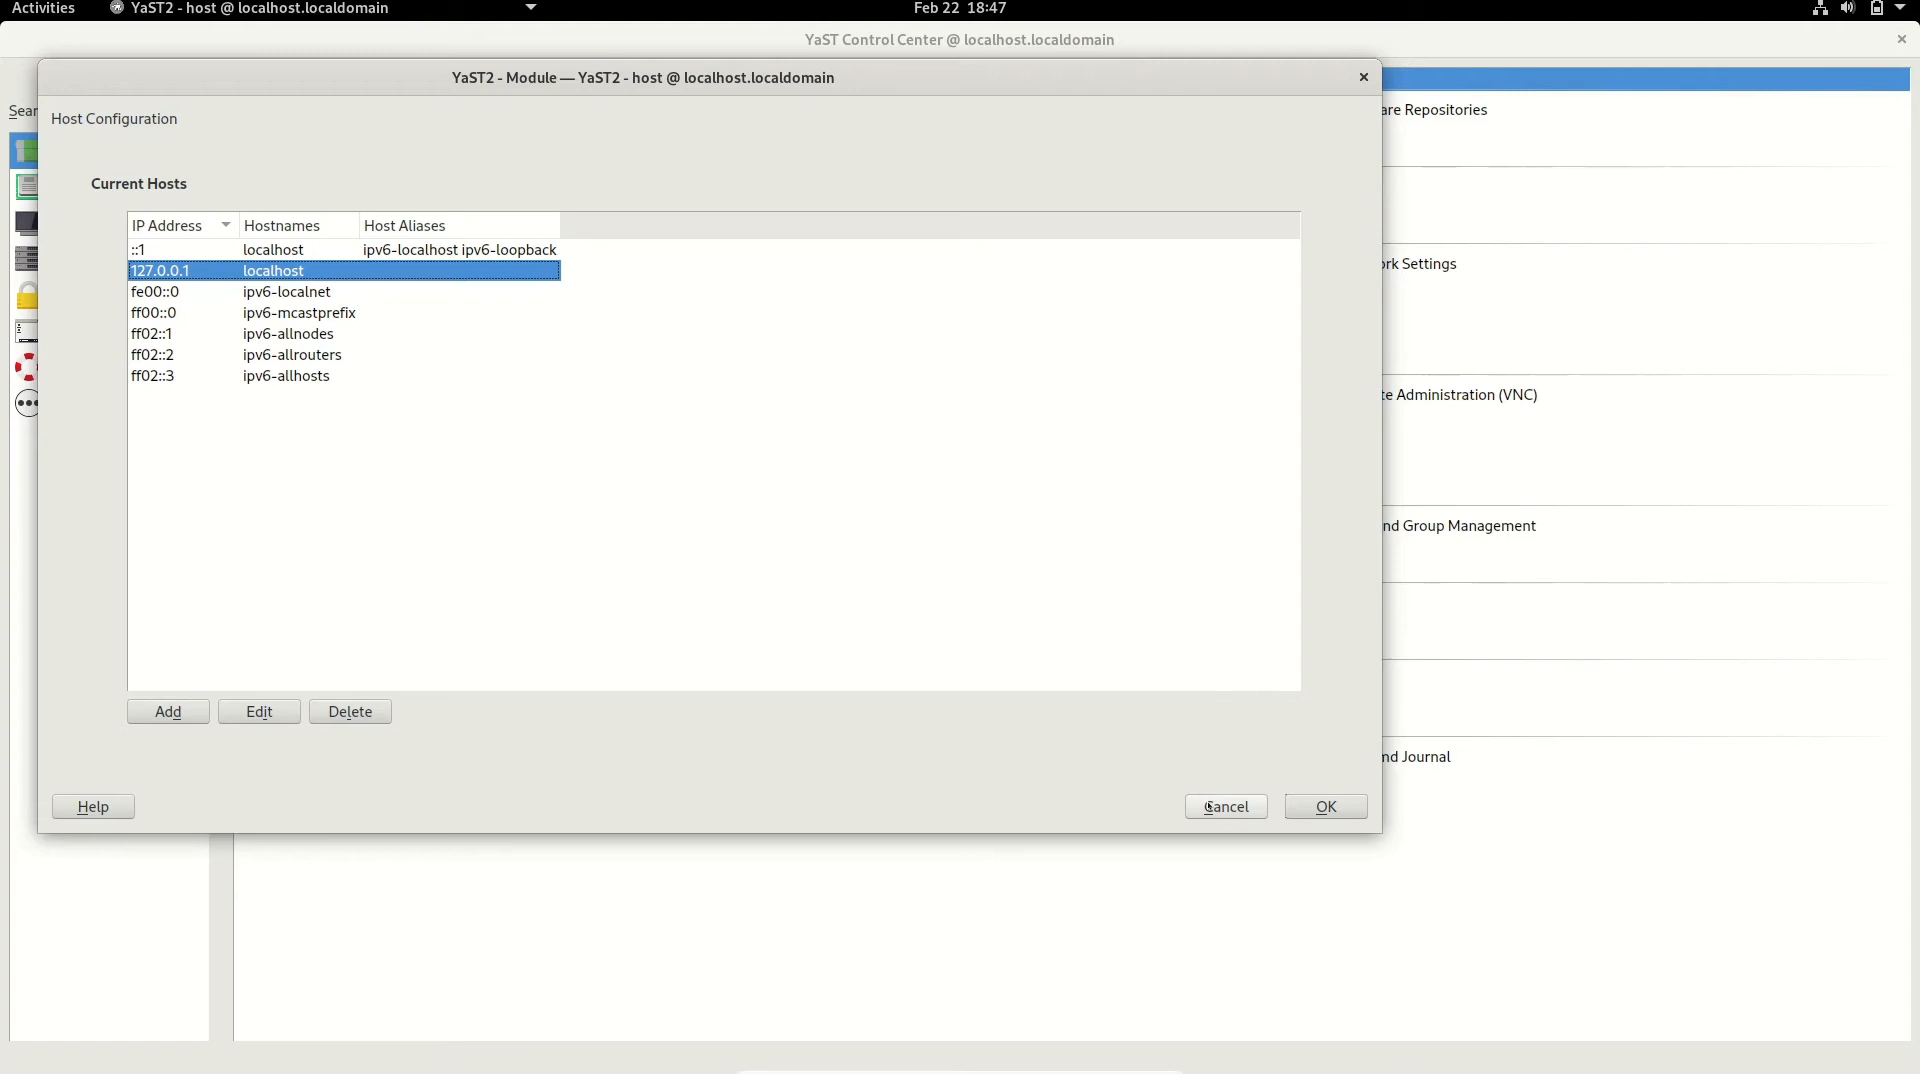 Activities YaST2 - host @ localhost.localdomain Feb 22 18:47
YaST Control Center @ localhost.localdomain
YaST2 - Module — YaST2 - host @ localhost.localdomain
Host Configuration
Current Hosts
IP Address Hostnames Host Aliases
::1 localhost ipv6-localhost ipv6-loopback
127.0.0.1 localhost
fe00::0 ipv6-localnet
ff00::0 ipv6-mcastprefix
ff02::1 ipv6-allnodes
ff02::2 ipv6-allrouters
ff02::3 ipv6-allhosts
Add Edit Delete
Help Cancel OK
Sear
are Repositories
ork Settings
te Administration (VNC)
nd Group Management
md Journal